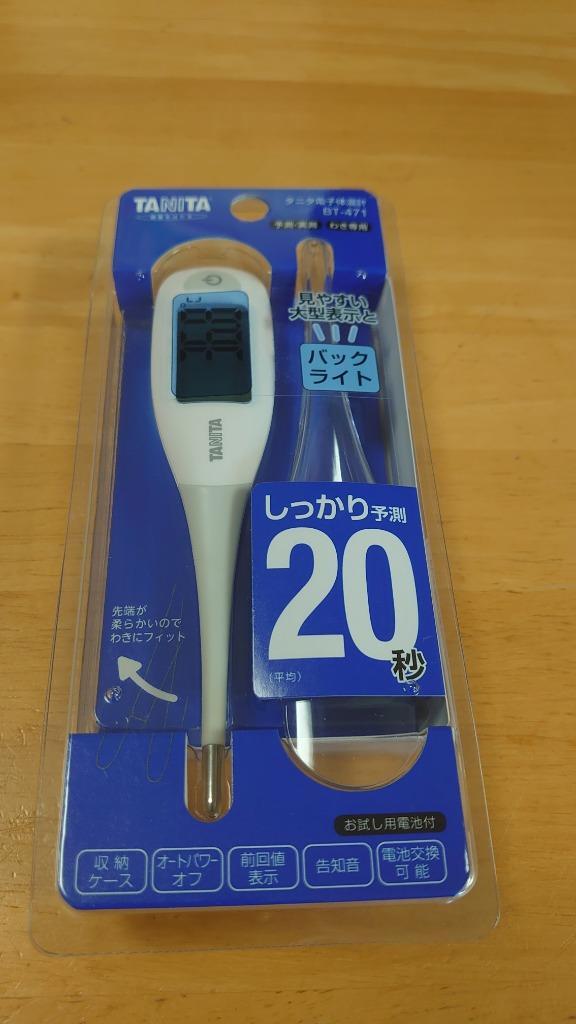 TANITA
タニタ電子体温計
BT-471
予測・実測 わき専用
見やすい
大型表示と
バック
ライト
TANITA
しっかり予測
20秒
(平均)
先端が
柔らかいので
わきにフィット
お試し用電池付
収納
ケース
オートパワー
オフ
前回値
表示
告知音
電池交換
可能